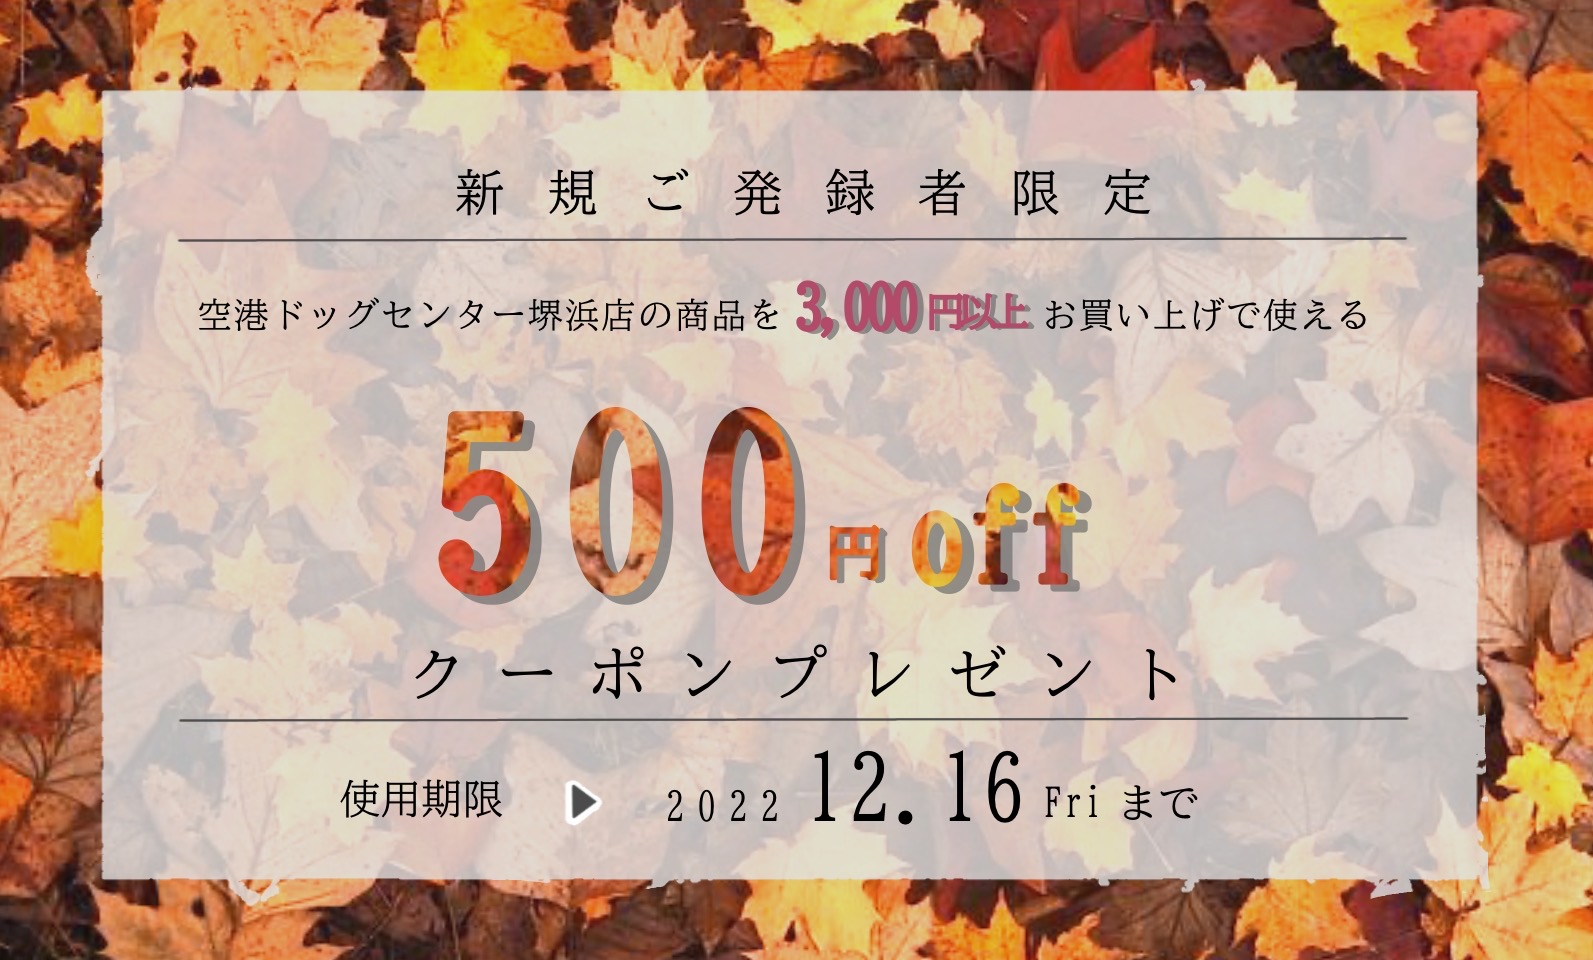 新規ご発録者限定
空港ドッグセンター堺浜店の商品を 3,000円以上 お買い上げで使える
500円off
クーポンプレゼント
使用期限 ▶ 2022 12.16 Fri まで